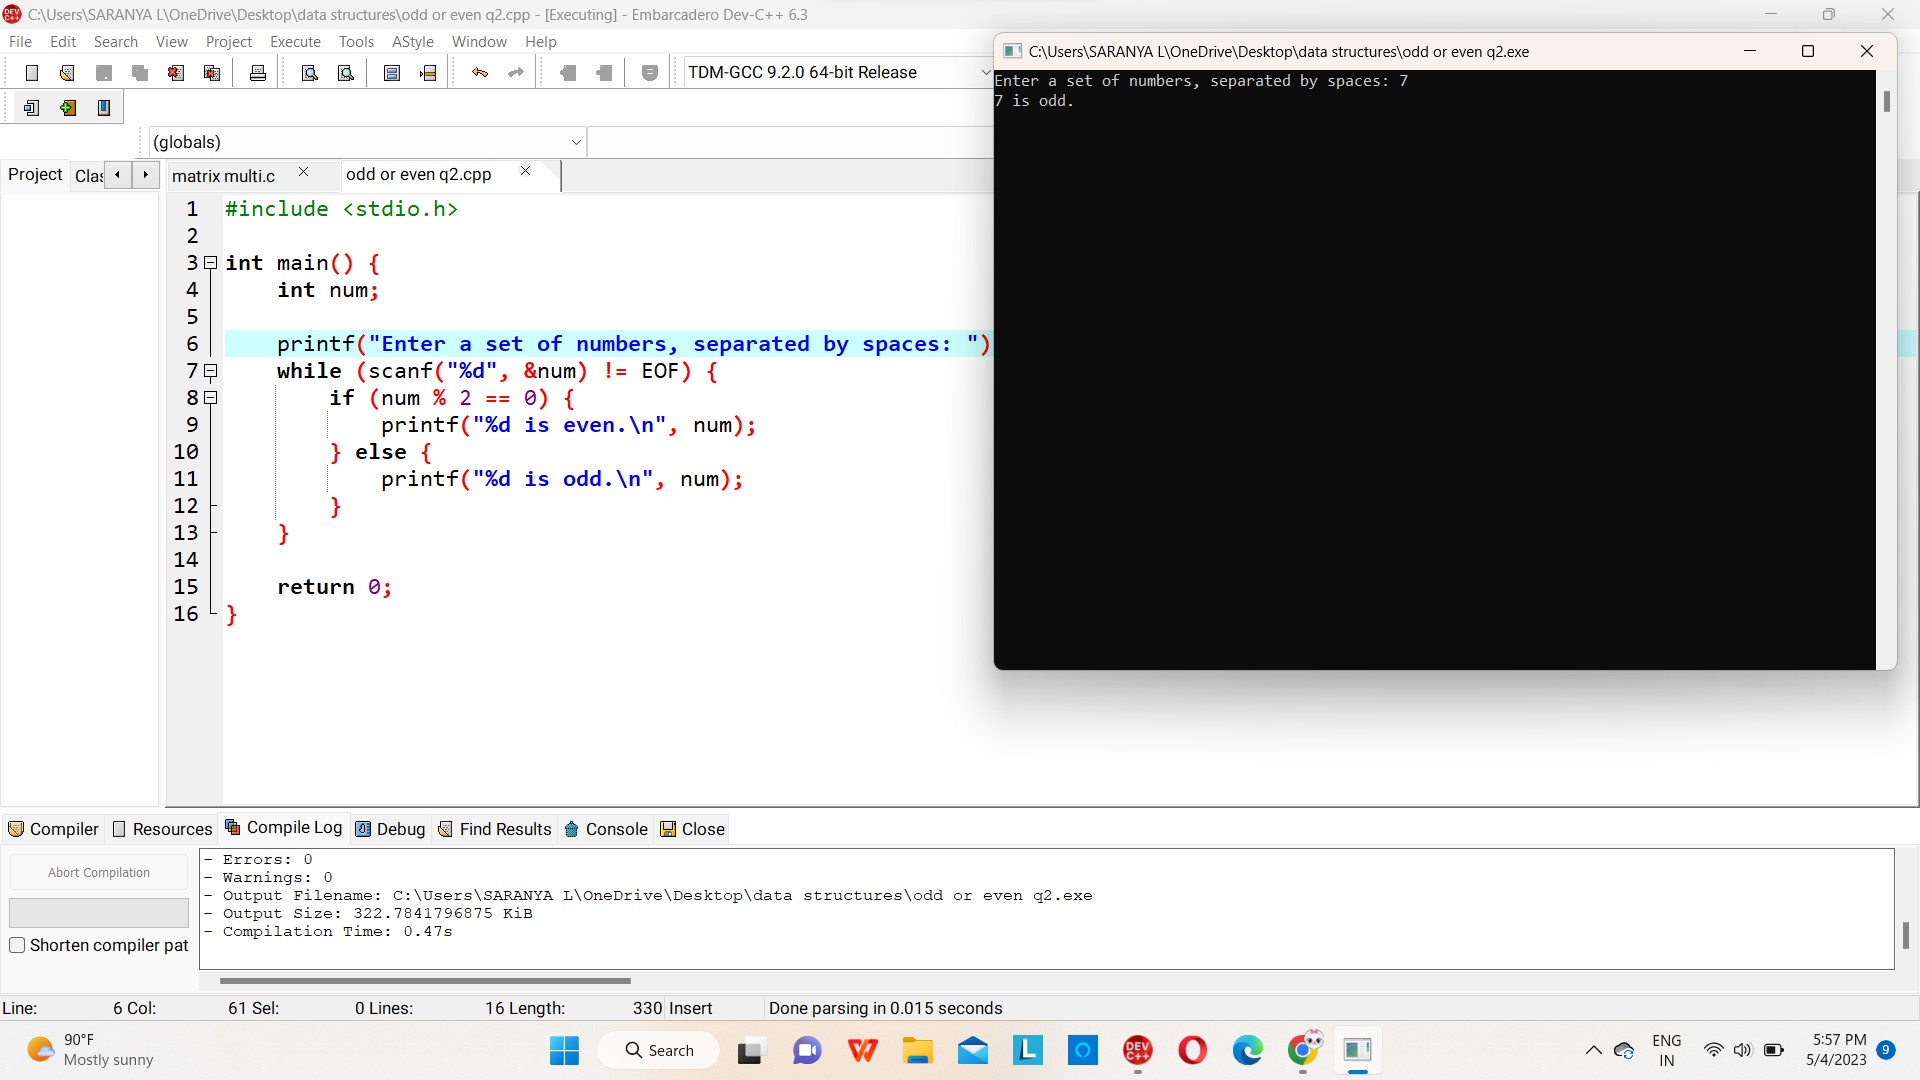 C:\Users\SARANYA L\OneDrive\Desktop\data structures\odd or even q2.cpp - [Executing] - Embarcadero Dev-C++ 6.3
File Edit Search View Project Execute Tools AStyle Window Help
TDM-GCC 9.2.0 64-bit Release
(globals)
Project Clas
matrix multi.c
odd or even q2.cpp
1 #include <stdio.h>
2
3 int main() {
4 int num;
5
6 printf("Enter a set of numbers, separated by spaces: ")
7 while (scanf("%d", &num) != EOF) {
8 if (num % 2 == 0) {
9 printf("%d is even.\n", num);
10 } else {
11 printf("%d is odd.\n", num);
12 }
13 }
14
15 return 0;
16 }
C:\Users\SARANYA L\OneDrive\Desktop\data structures\odd or even q2.exe
Enter a set of numbers, separated by spaces: 7
7 is odd.
Compiler Resources Compile Log Debug Find Results Console Close
Abort Compilation
Shorten compiler pat
- Errors: 0
- Warnings: 0
- Output Filename: C:\Users\SARANYA L\OneDrive\Desktop\data structures\odd or even q2.exe
- Output Size: 322.7841796875 KiB
- Compilation Time: 0.47s
Line: 6 Col: 61 Sel: 0 Lines: 16 Length: 330 Insert Done parsing in 0.015 seconds
90°F
Mostly sunny
Search
DEV
C++
ENG
IN
5:57 PM
5/4/2023
9